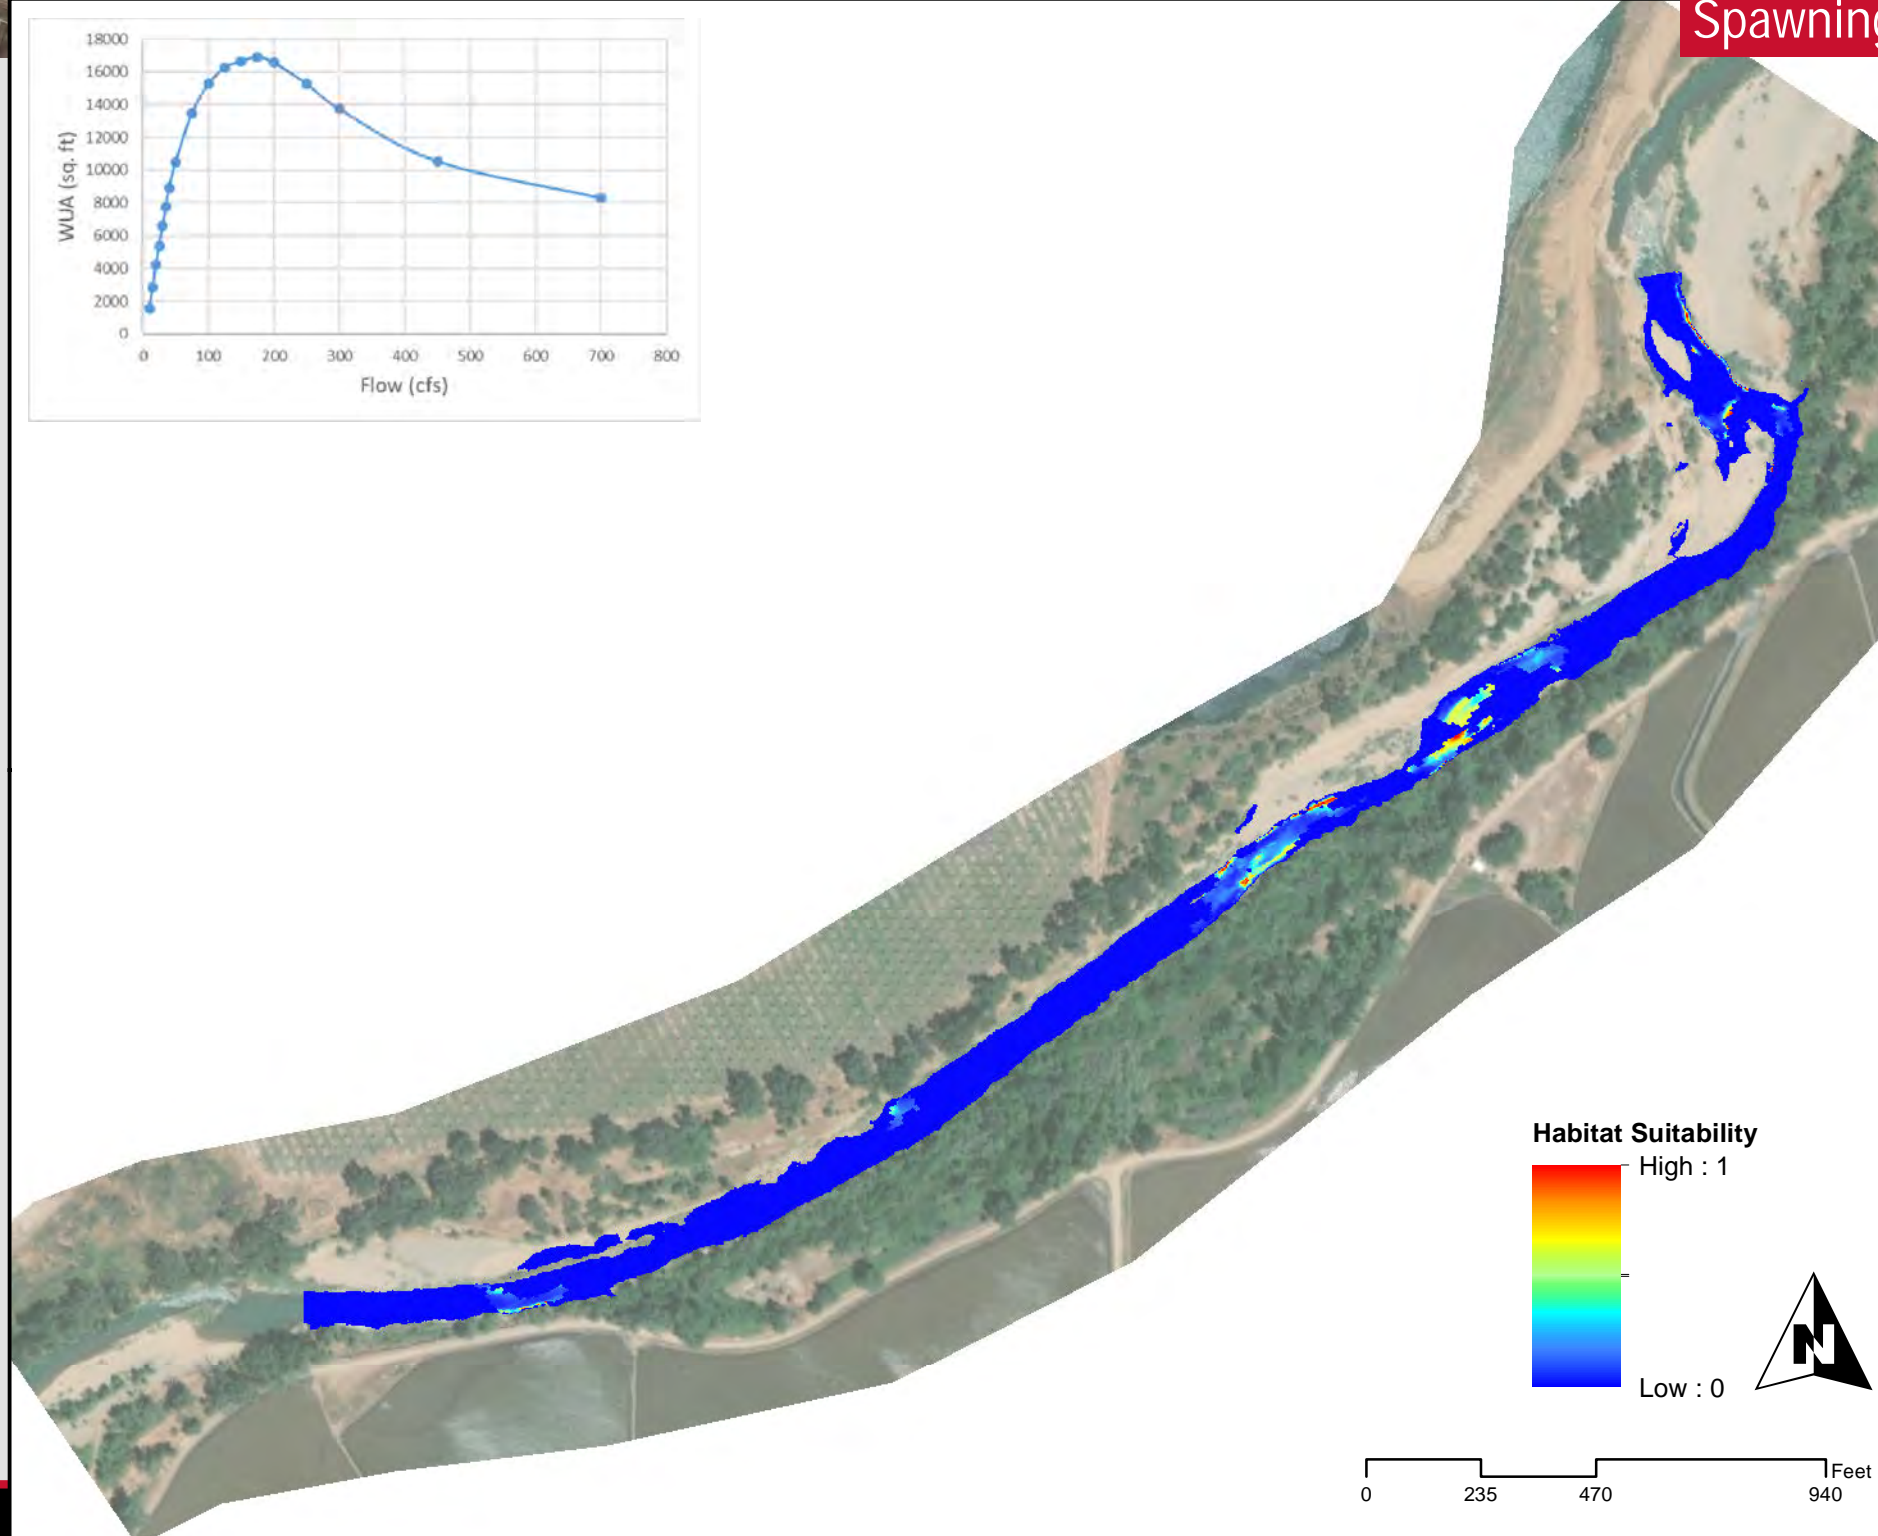 Spawning
18000
16000
14000
12000
10000
8000
6000
4000
2000
0
WUA (sq. ft)
0 100 200 300 400 500 600 700 800
Flow (cfs)
Habitat Suitability
High : 1
Low : 0
N
Feet
0 235 470 940